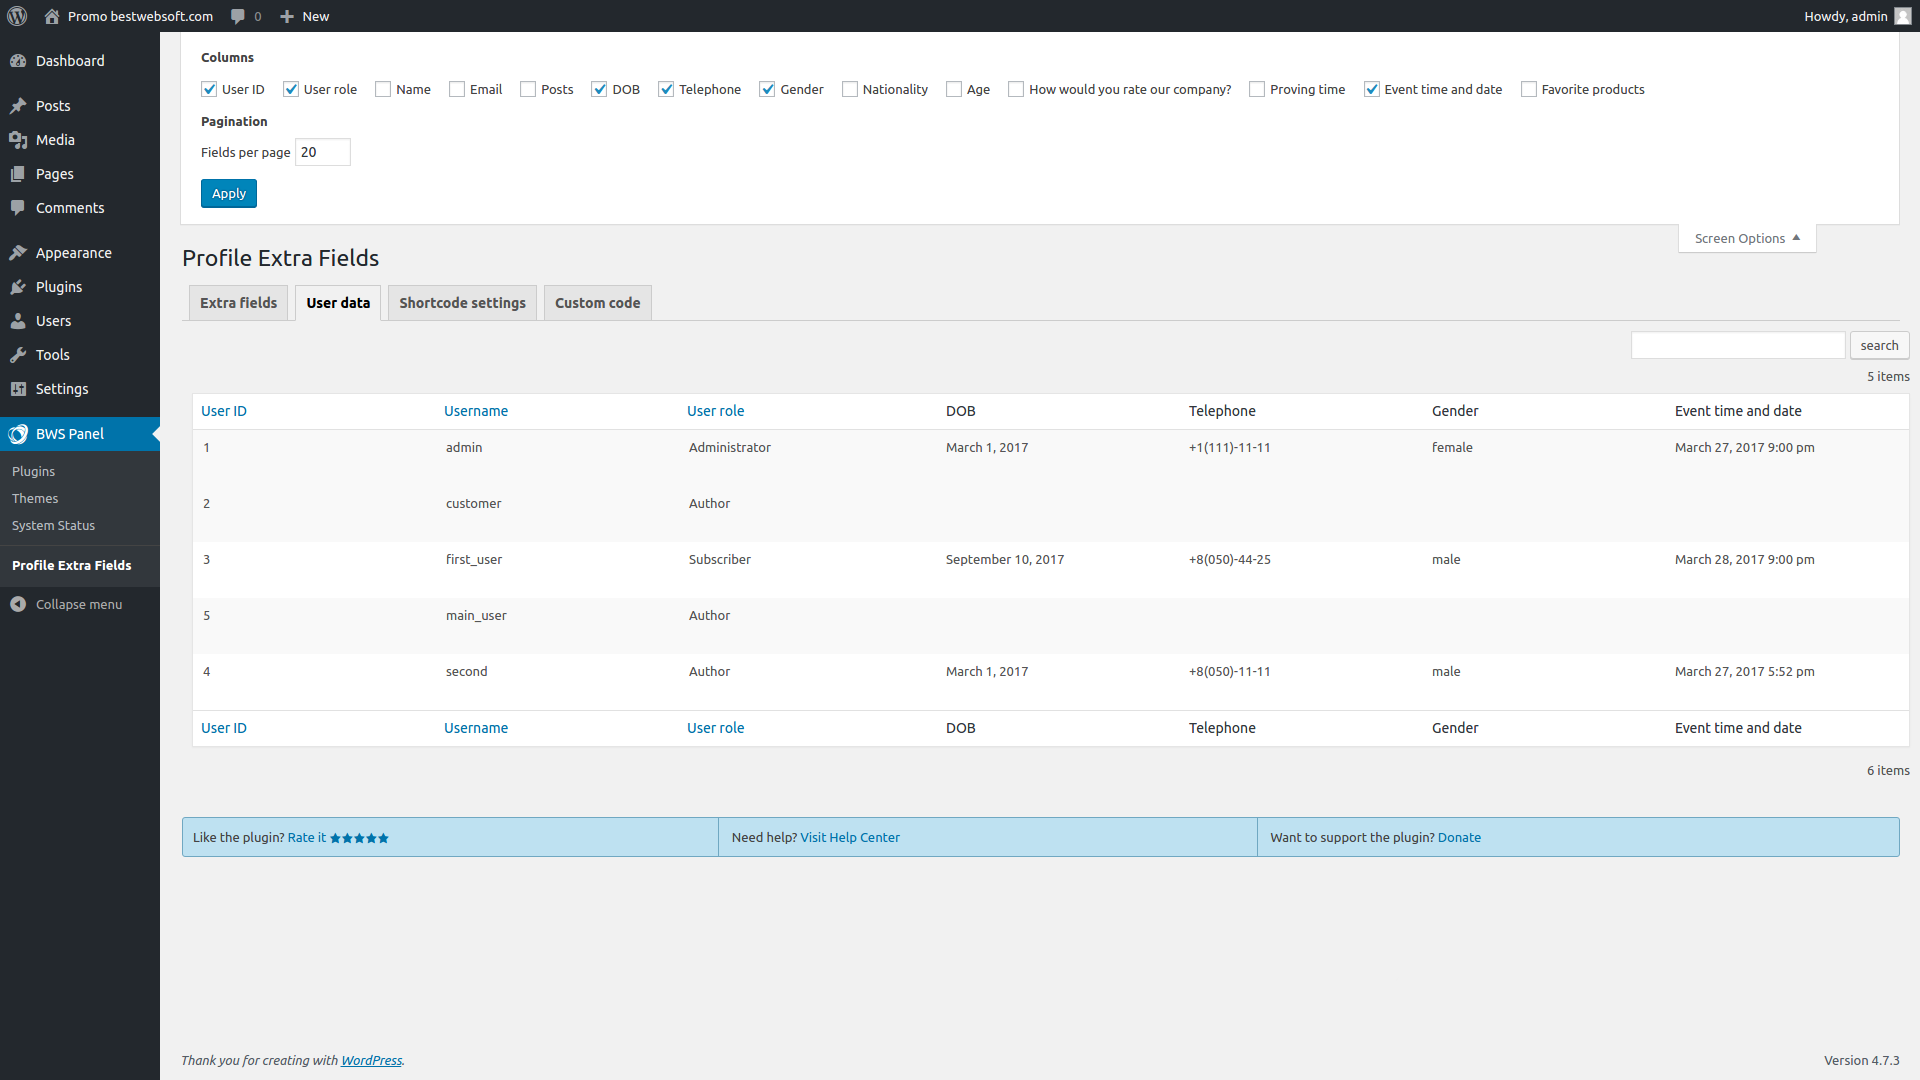 Promo bestwebsoft.com 0 New Howdy, admin
Dashboard
Posts
Media
Pages
Comments
Appearance
Plugins
Users
Tools
Settings
BWS Panel
Plugins
Themes
System Status
Profile Extra Fields
Collapse menu
Columns
User ID User role Name Email Posts DOB Telephone Gender Nationality Age How would you rate our company? Proving time Event time and date Favorite products
Pagination
Fields per page 20
Apply
Screen Options
Profile Extra Fields
Extra fields User data Shortcode settings Custom code
search
5 items
User ID Username User role DOB Telephone Gender Event time and date
1 admin Administrator March 1, 2017 +1(111)-11-11 female March 27, 2017 9:00 pm
2 customer Author
3 first_user Subscriber September 10, 2017 +8(050)-44-25 male March 28, 2017 9:00 pm
5 main_user Author
4 second Author March 1, 2017 +8(050)-11-11 male March 27, 2017 5:52 pm
User ID Username User role DOB Telephone Gender Event time and date
6 items
Like the plugin? Rate it ★★★★★ Need help? Visit Help Center Want to support the plugin? Donate
Thank you for creating with WordPress. Version 4.7.3